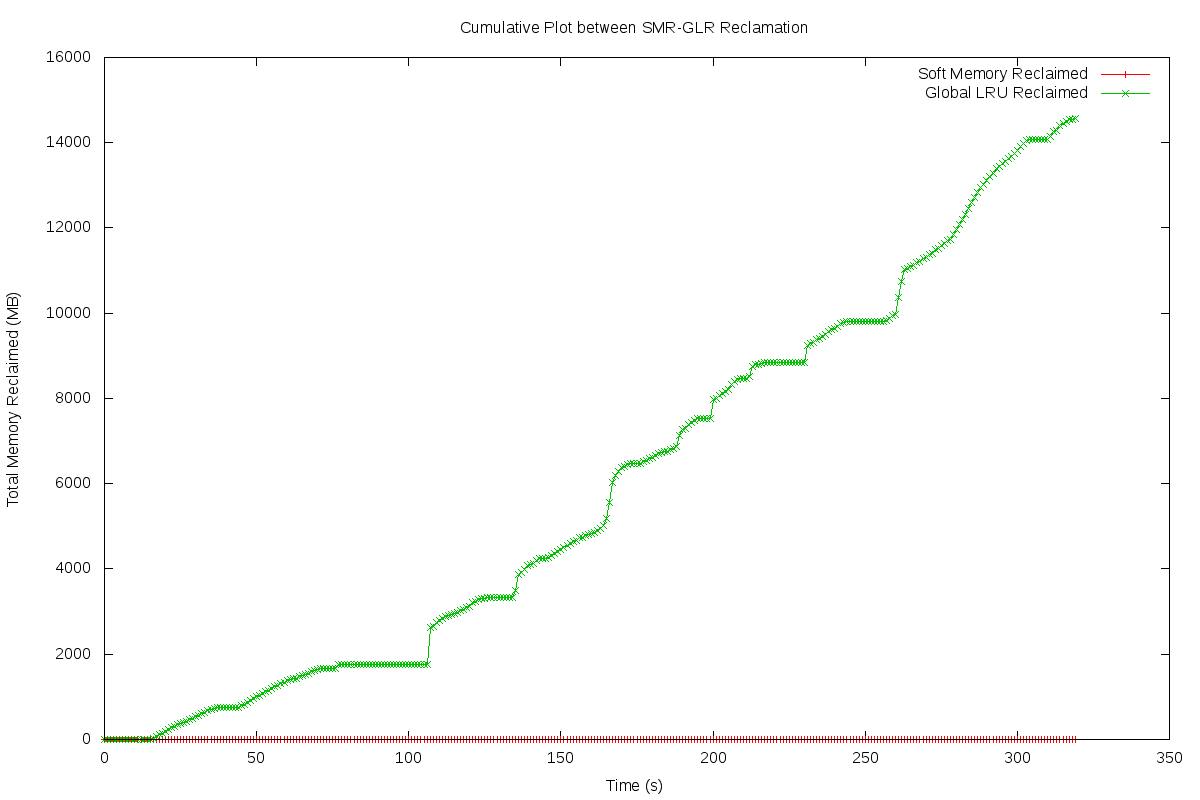 Cumulative Plot between SMR-GLR Reclamation
Soft Memory Reclaimed
Global LRU Reclaimed
Total Memory Reclaimed (MB)
16000
14000
12000
10000
8000
6000
4000
2000
0
0 50 100 150 200 250 300 350
Time (s)